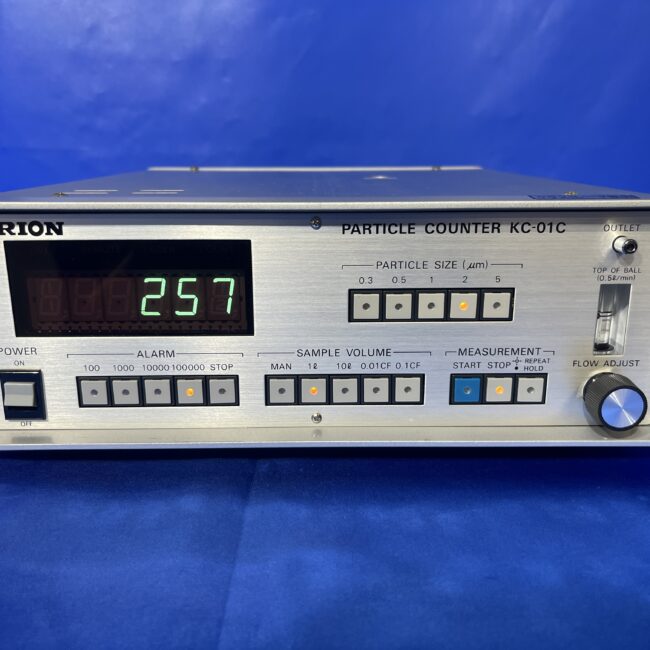 RION
PARTICLE COUNTER KC-01C
OUTLET
257
PARTICLE SIZE (μm)
0.3 0.5 1 2 5
TOP OF BALL
(0.5ℓ/min)
POWER
ON
OFF
ALARM
100 1000 10000 100000 STOP
SAMPLE VOLUME
MAN 1ℓ 10ℓ 0.01CF 0.1CF
MEASUREMENT
START STOP REPEAT
HOLD
FLOW ADJUST